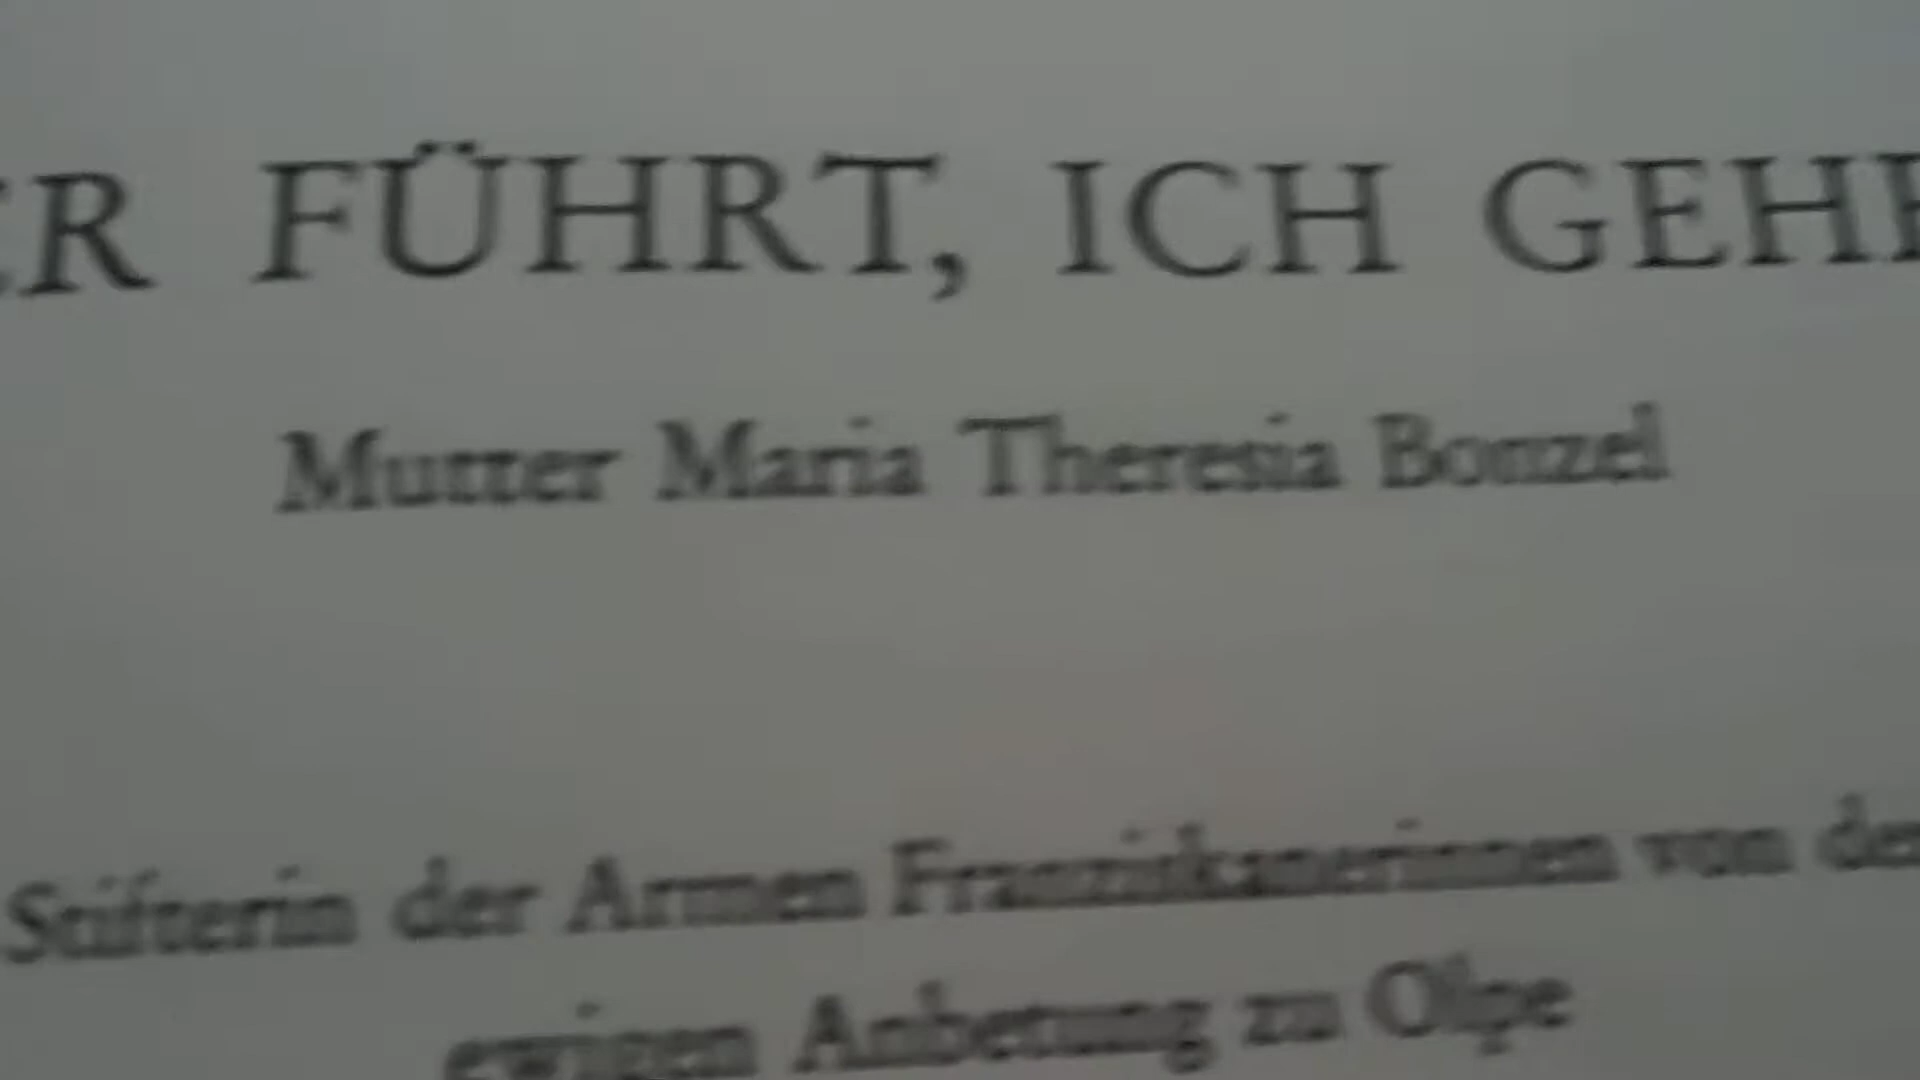 ER FÜHRT, ICH GEHE
Mutter Maria Theresia Bonzel
Stifterin der Armen Franziskanerinnen von der
ewigen Anbetung zu Olpe